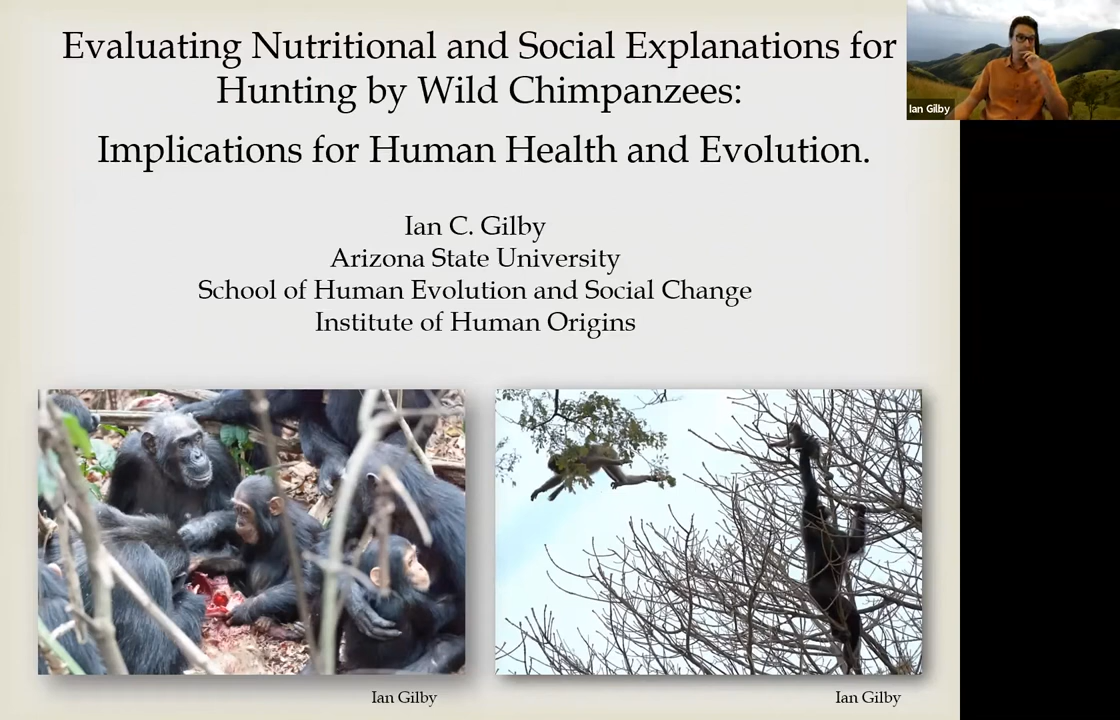 Evaluating Nutritional and Social Explanations for
Hunting by Wild Chimpanzees:
Implications for Human Health and Evolution.
Ian C. Gilby
Arizona State University
School of Human Evolution and Social Change
Institute of Human Origins
Ian Gilby
Ian Gilby
Ian Gilby